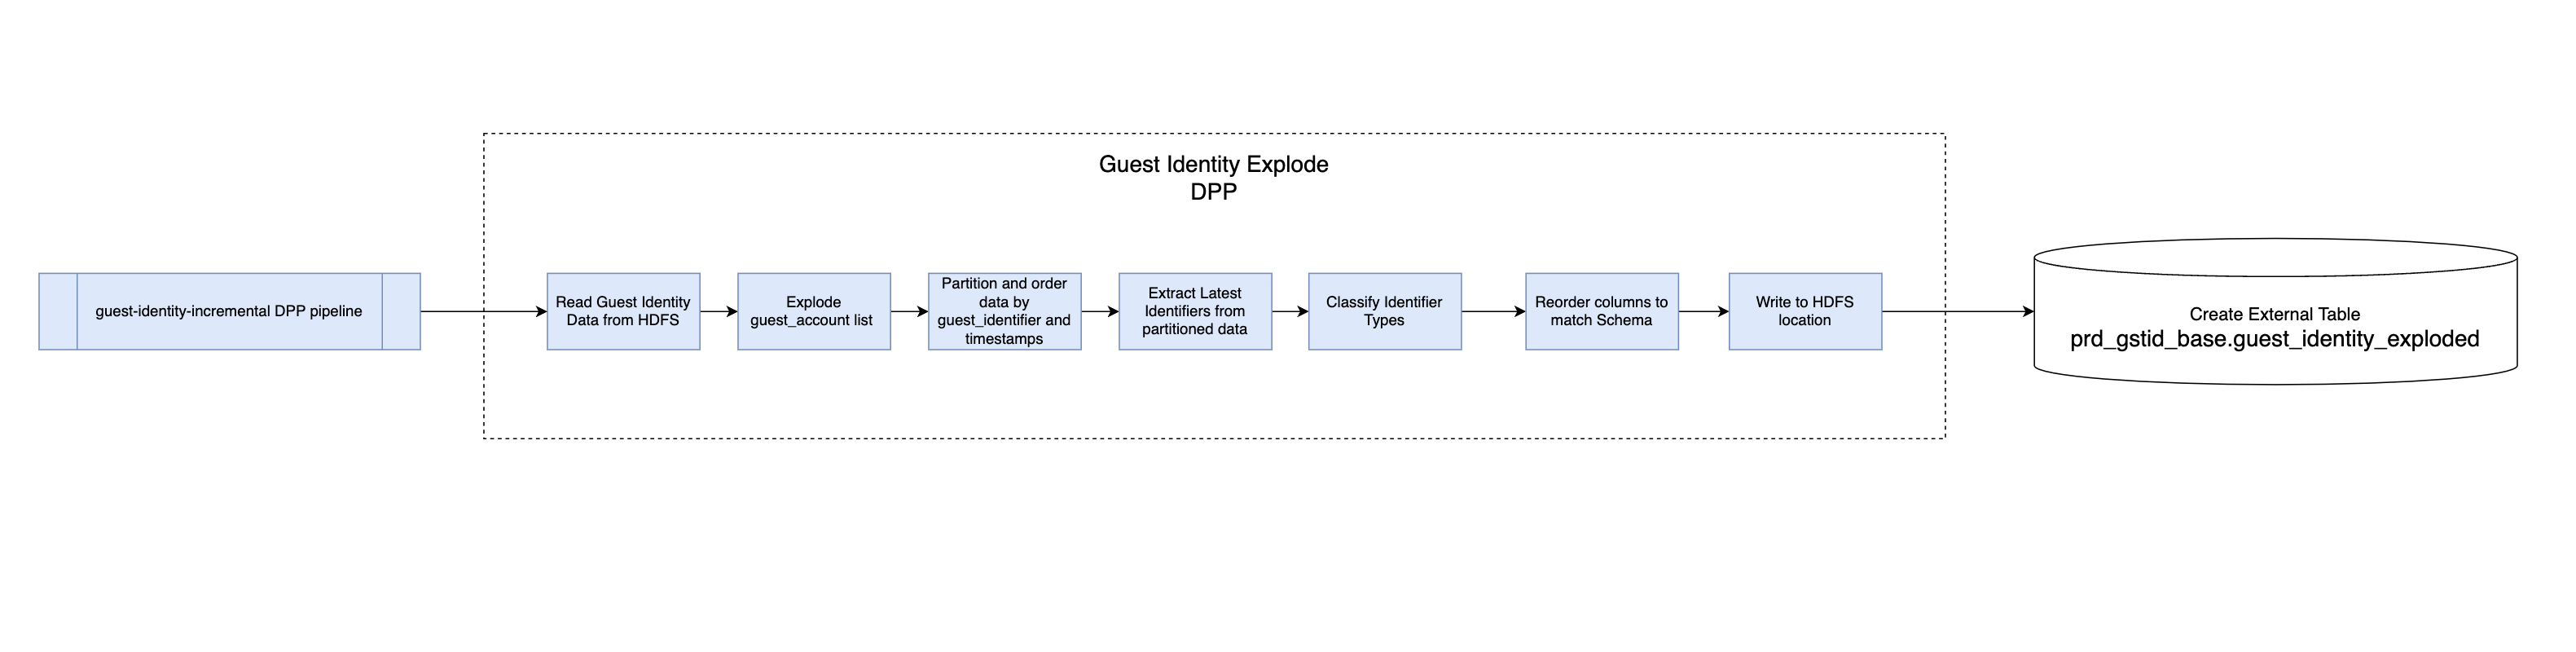 Guest Identity Explode
DPP
guest-identity-incremental DPP pipeline
Read Guest Identity
Data from HDFS
Explode
guest_account list
Partition and order
data by
guest_identifier and
timestamps
Extract Latest
Identifiers from
partitioned data
Classify Identifier
Types
Reorder columns to
match Schema
Write to HDFS
location
Create External Table
prd_gstid_base.guest_identity_exploded